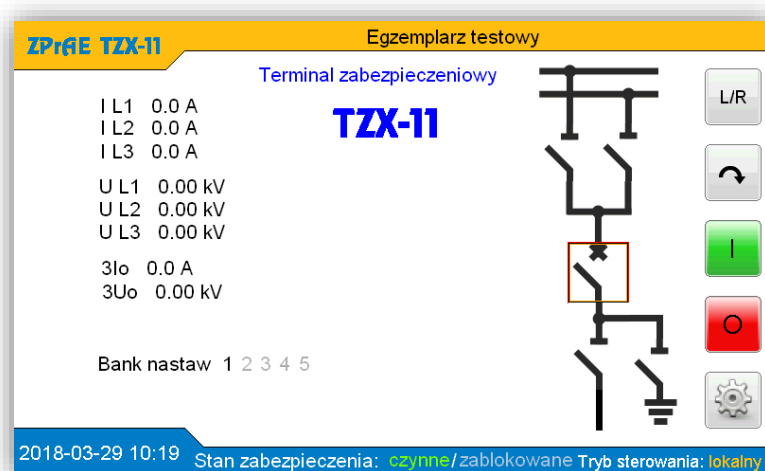 ZPrAE TZX-11
Egzemplarz testowy
Terminal zabezpieczeniowy
TZX-11
I L1 0.0 A
I L2 0.0 A
I L3 0.0 A
U L1 0.00 kV
U L2 0.00 kV
U L3 0.00 kV
3Io 0.0 A
3Uo 0.00 kV
Bank nastaw 1 2 3 4 5
L/R
I
O
2018-03-29 10:19
Stan zabezpieczenia: czynne/zablokowane Tryb sterowania: lokalny